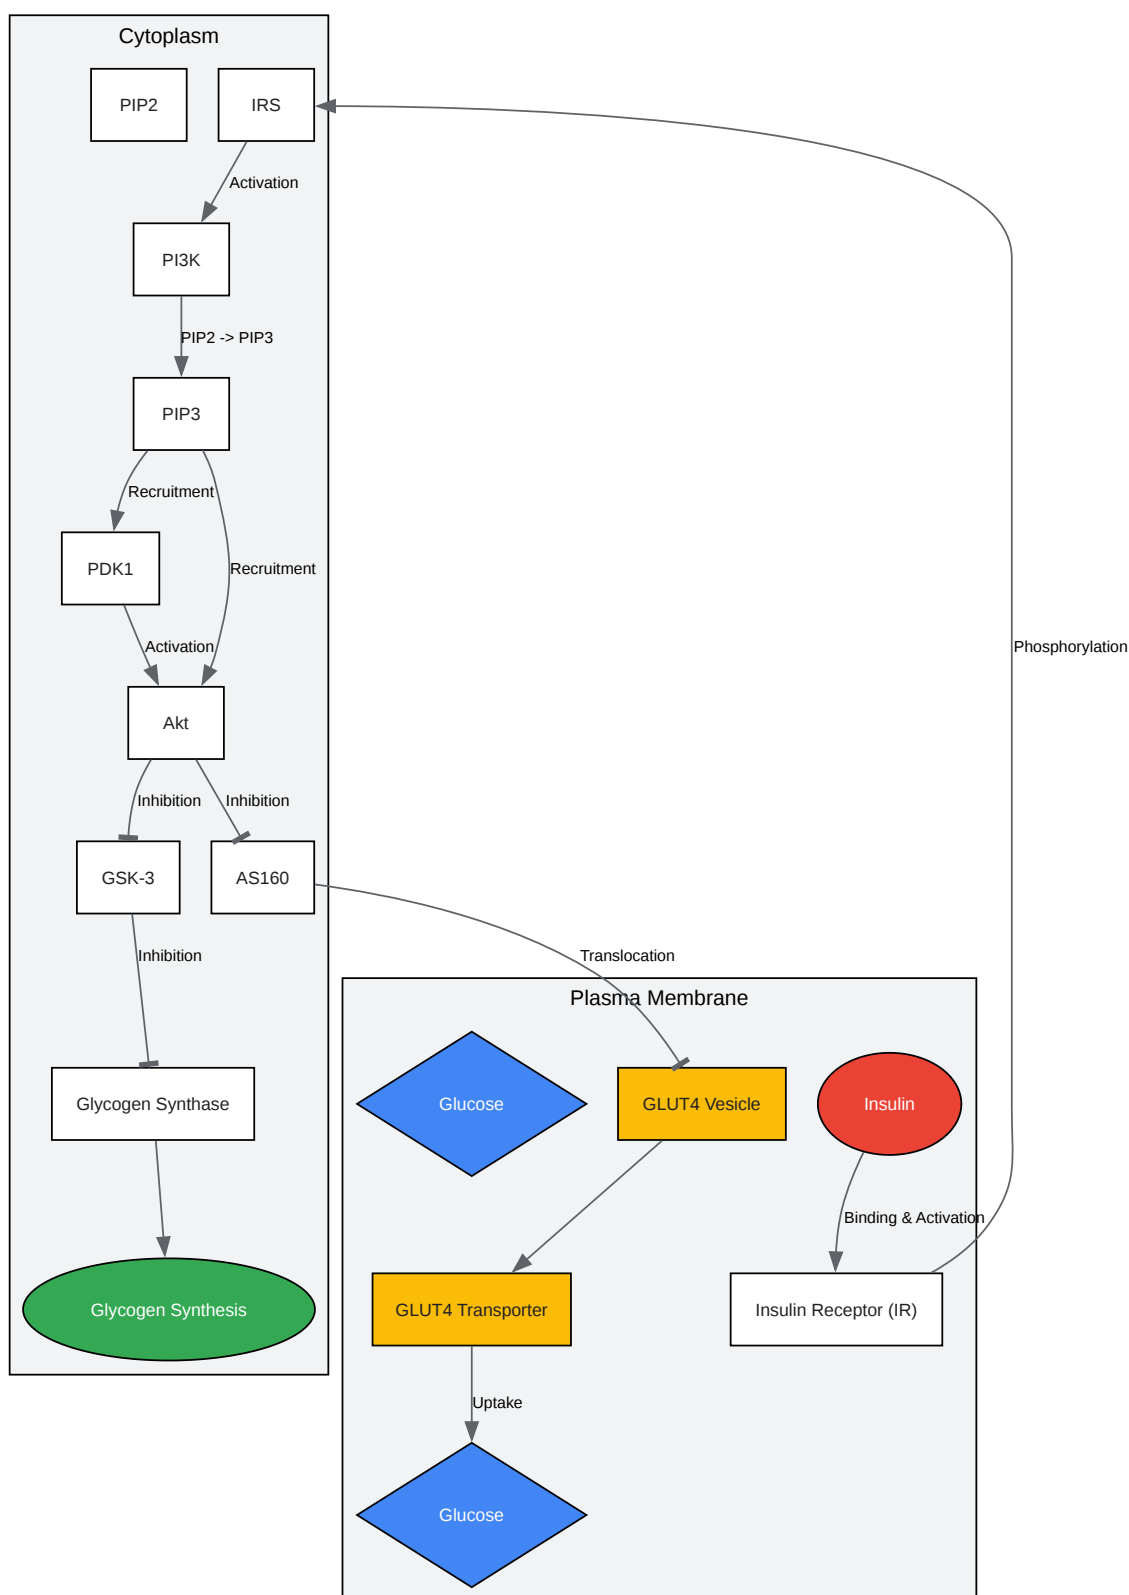 Cytoplasm
PIP2
IRS
Activation
PI3K
PIP2 -> PIP3
PIP3
Recruitment
PDK1
Recruitment
Activation
Phosphorylation
Akt
Inhibition
Inhibition
GSK-3
AS160
Inhibition
Translocation
Plasma Membrane
Glycogen Synthase
Glucose
GLUT4 Vesicle
Insulin
Binding & Activation
Glycogen Synthesis
GLUT4 Transporter
Insulin Receptor (IR)
Uptake
Glucose